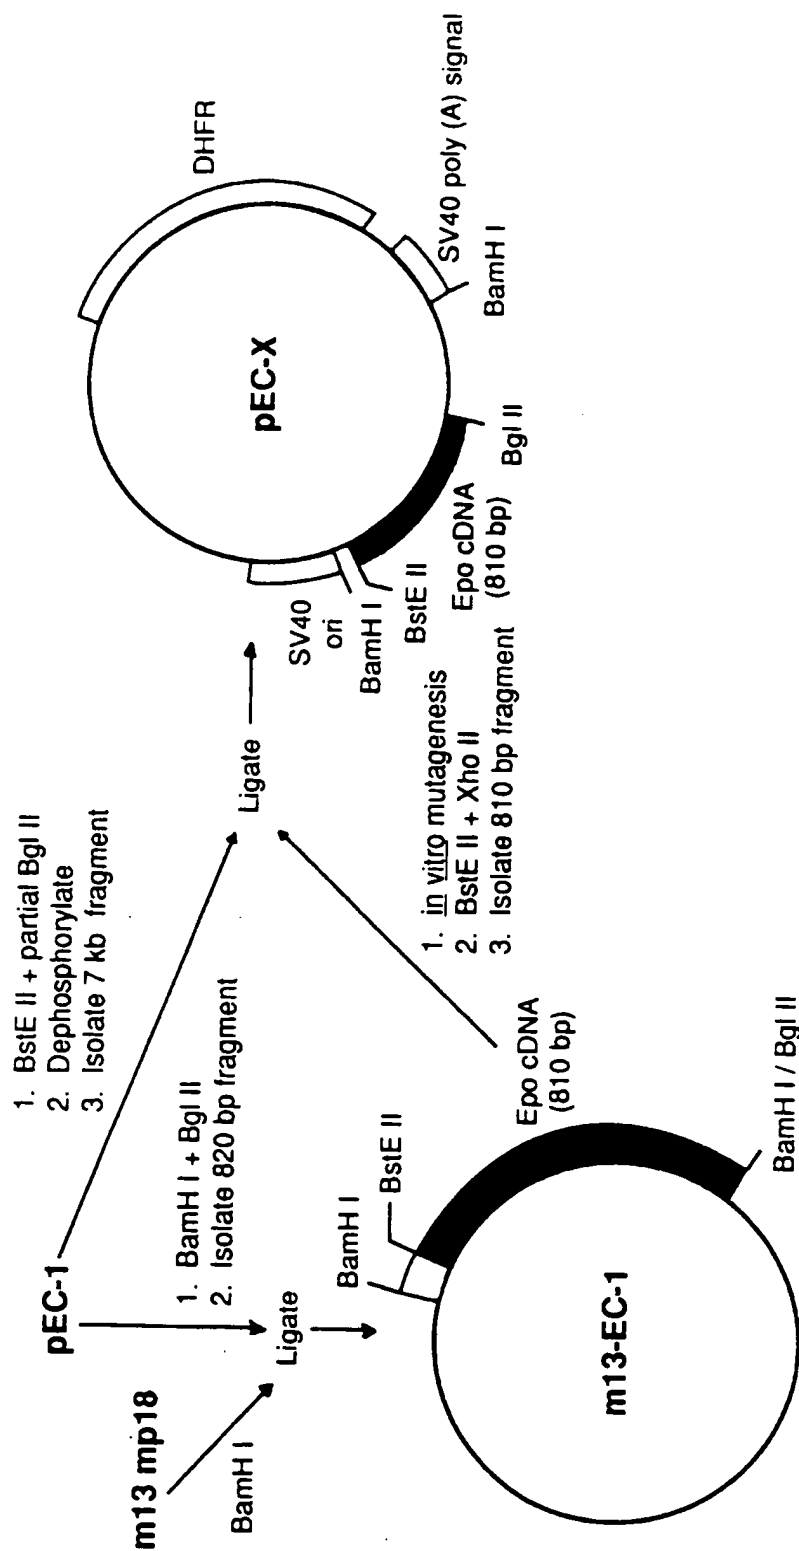 m13 mp18
BamH I
pEC-1
1. BamH I + Bgl II
2. Isolate 820 bp fragment
Ligate
1. BstE II + partial Bgl II
2. Dephosphorylate
3. Isolate 7 kb fragment
BamH I
BstE II
Epo cDNA
(810 bp)
m13-EC-1
BamH I / Bgl II
1. in vitro mutagenesis
2. BstE II + Xho II
3. Isolate 810 bp fragment
Ligate
DHFR
pEC-X
SV40
ori
BamH I
BstE II
Epo cDNA
(810 bp)
Bgl II
BamH I
SV40 poly (A) signal